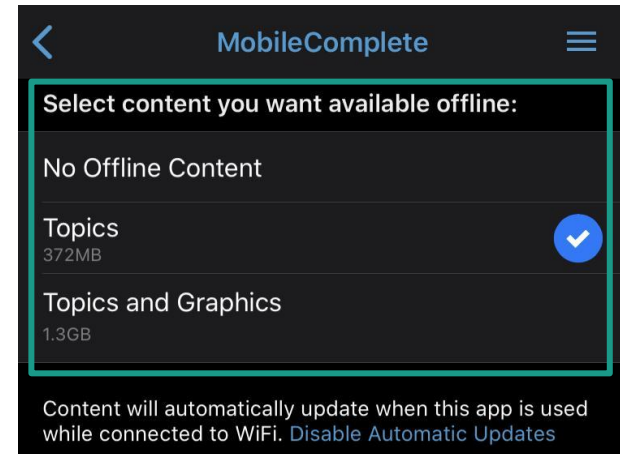 MobileComplete
Select content you want available offline:
No Offline Content
Topics
372MB
Topics and Graphics
1.3GB
Content will automatically update when this app is used
while connected to WiFi. Disable Automatic Updates